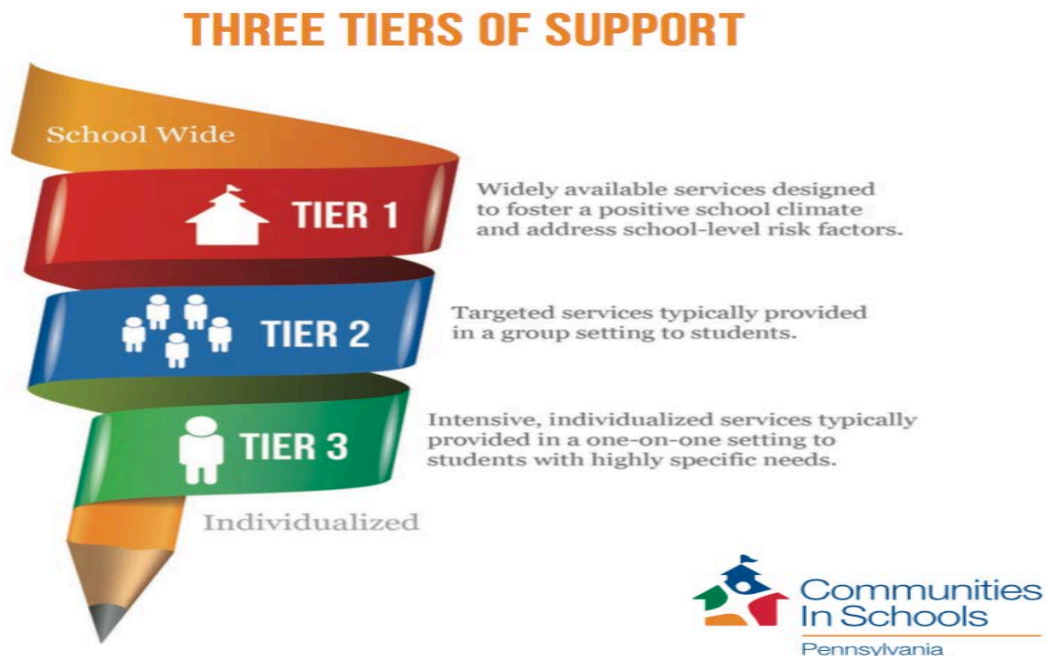 THREE TIERS OF SUPPORT
School Wide
TIER 1
Widely available services designed
to foster a positive school climate
and address school-level risk factors.
TIER 2
Targeted services typically provided
in a group setting to students.
TIER 3
Intensive, individualized services typically
provided in a one-on-one setting to
students with highly specific needs.
Individualized
Communities
In Schools
Pennsylvania